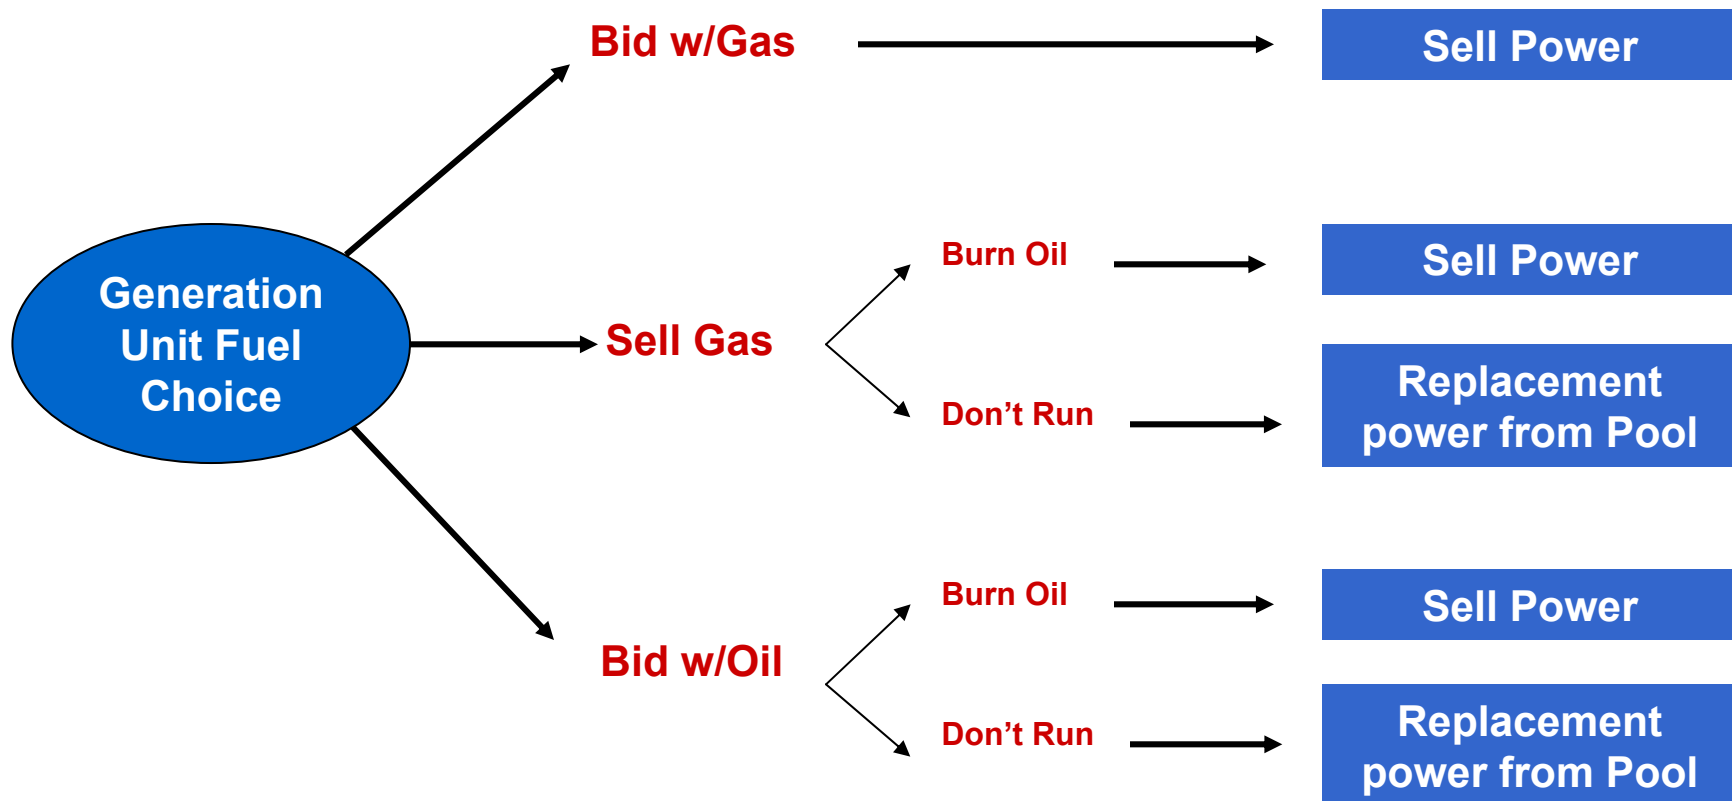 Bid w/Gas
Sell Power
Generation
Unit Fuel
Choice
Sell Gas
Burn Oil
Sell Power
Don’t Run
Replacement
power from Pool
Bid w/Oil
Burn Oil
Sell Power
Don’t Run
Replacement
power from Pool